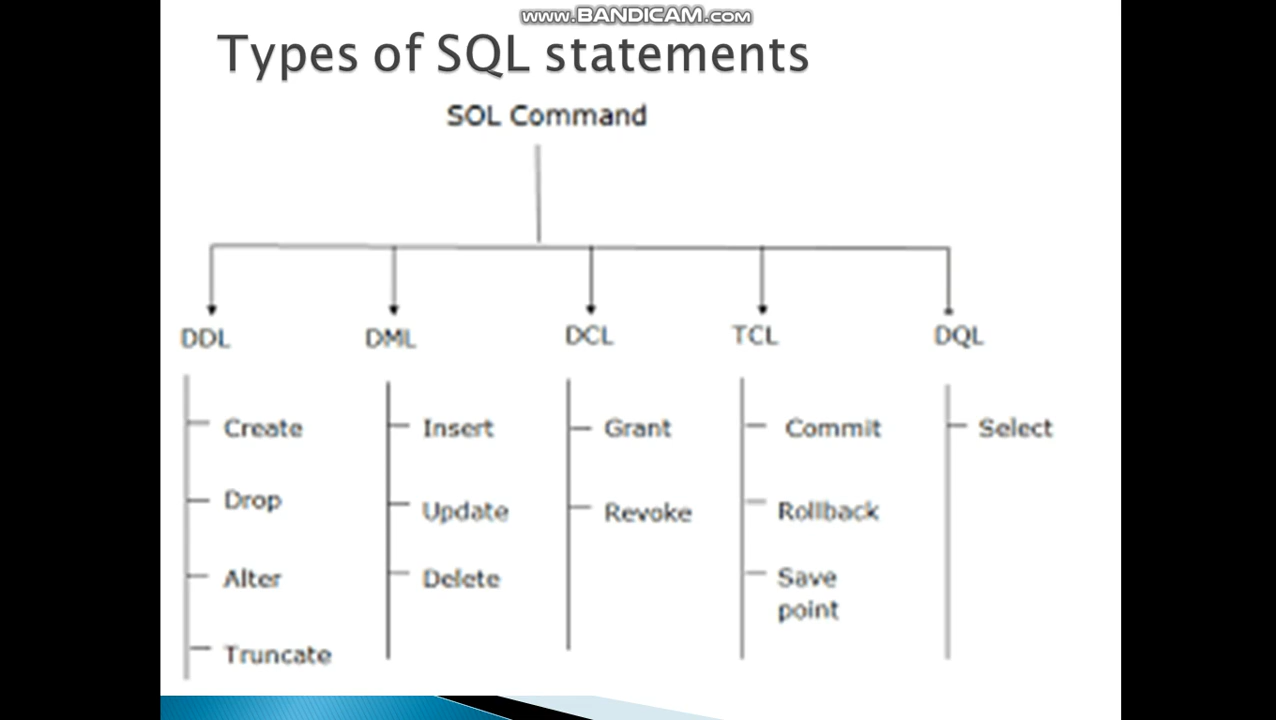 www.BANDICAM.com
Types of SQL statements
SOL Command
DDL DML DCL TCL DQL
Create Insert Grant Commit Select
Drop Update Revoke Rollback
Alter Delete Save
point
Truncate